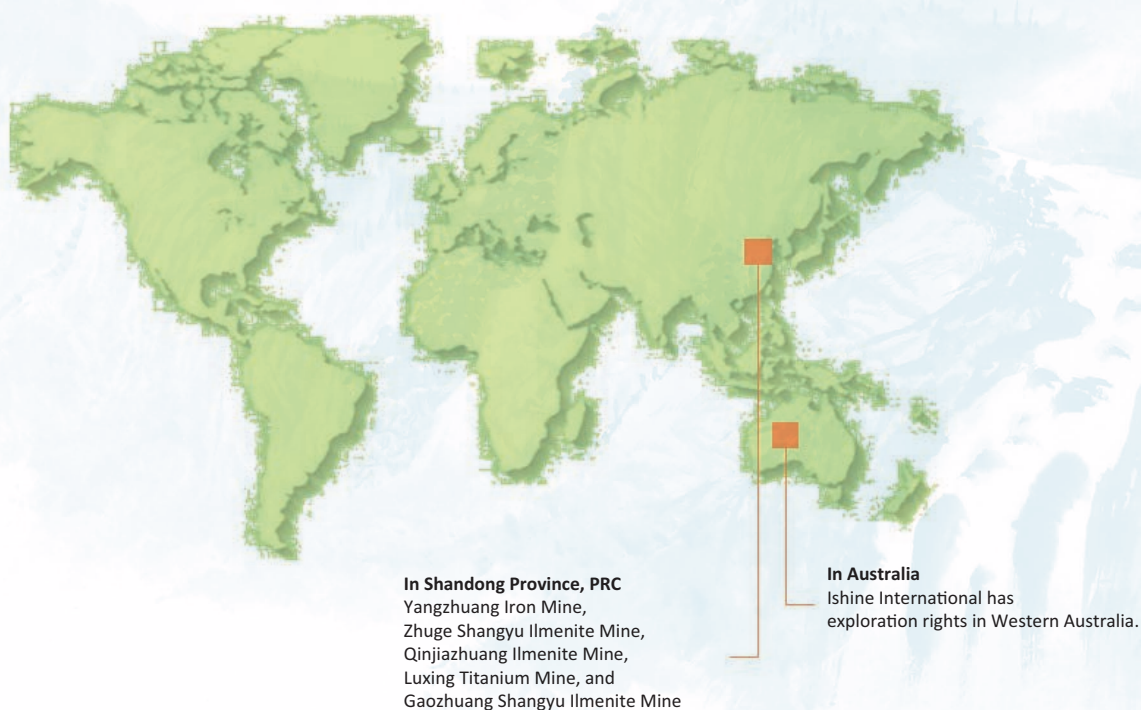 In Shandong Province, PRC
Yangzhuang Iron Mine,
Zhuge Shangyu Ilmenite Mine,
Qinjiazhuang Ilmenite Mine,
Luxing Titanium Mine, and
Gaozhuang Shangyu Ilmenite Mine
In Australia
Ishine International has
exploration rights in Western Australia.